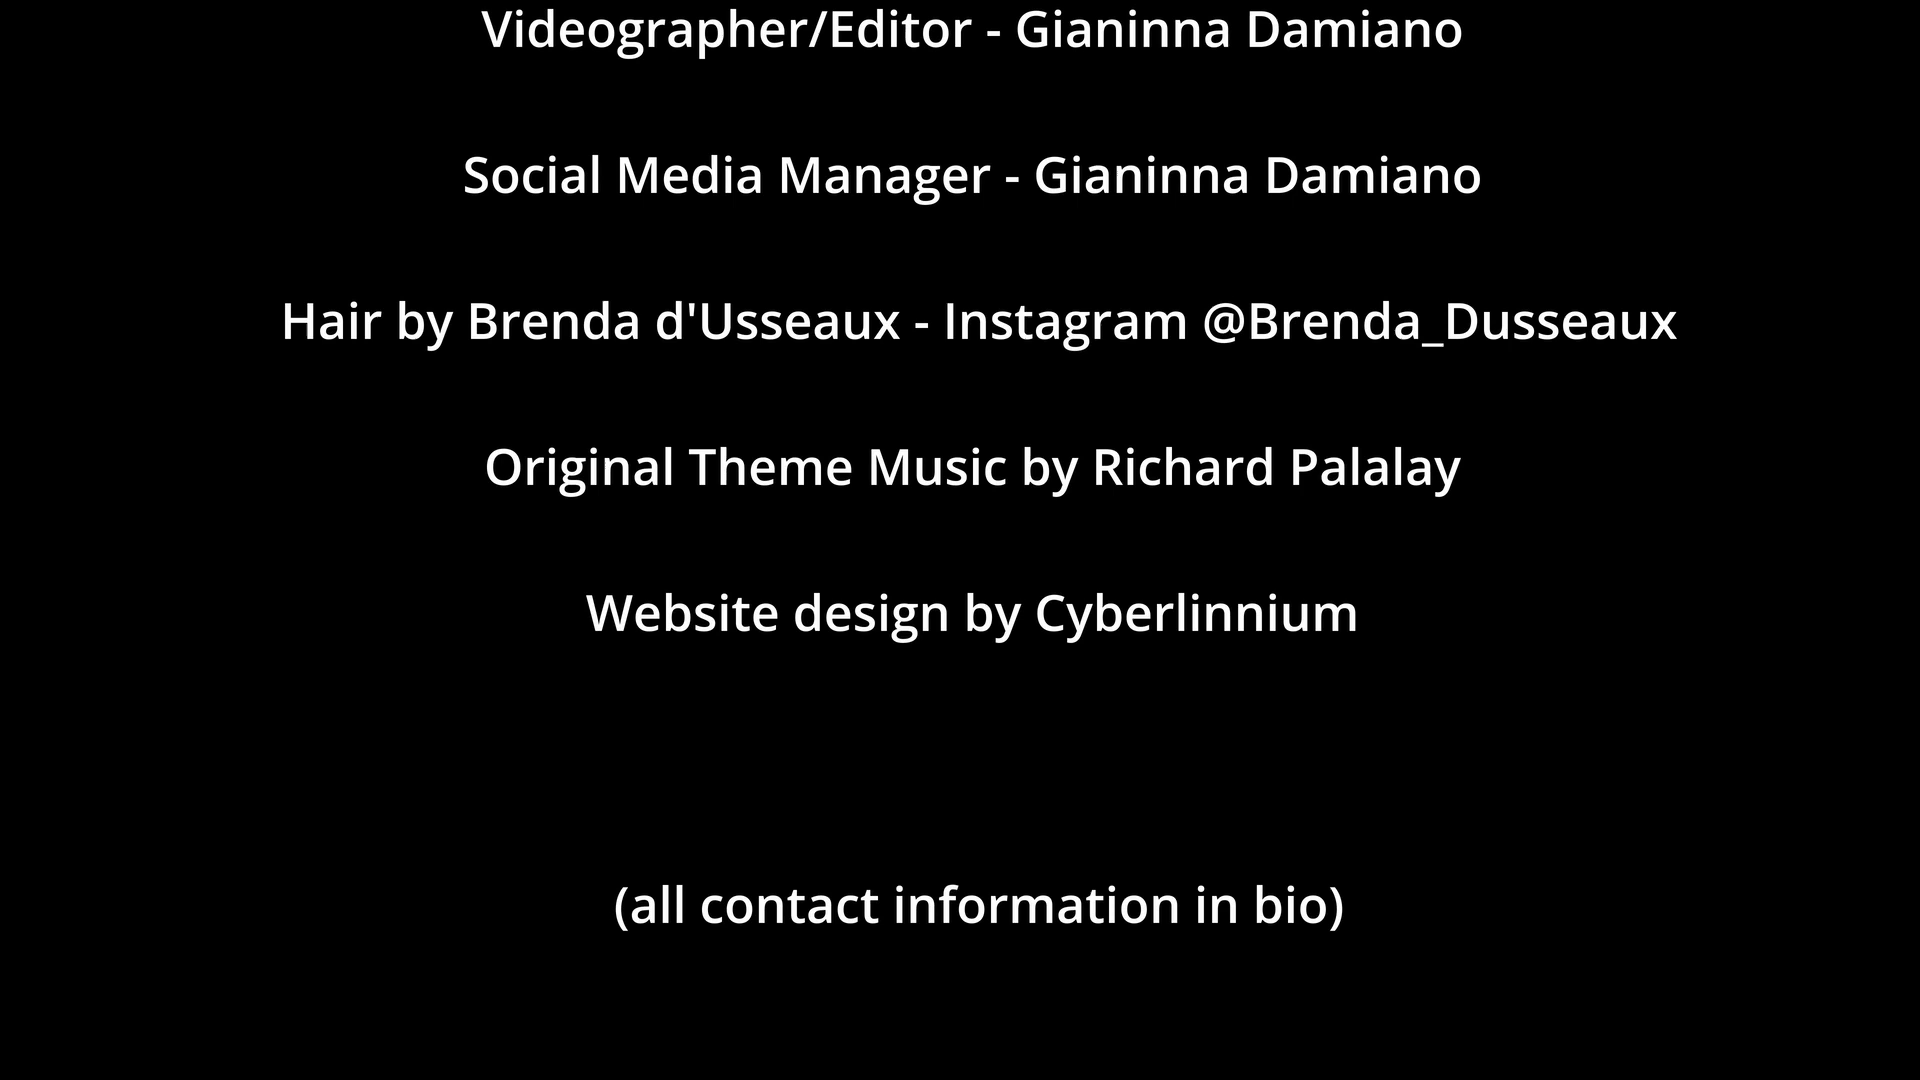 Videographer/Editor - Gianinna Damiano
Social Media Manager - Gianinna Damiano
Hair by Brenda d'Usseaux - Instagram @Brenda_Dusseaux
Original Theme Music by Richard Palalay
Website design by Cyberlinnium
(all contact information in bio)